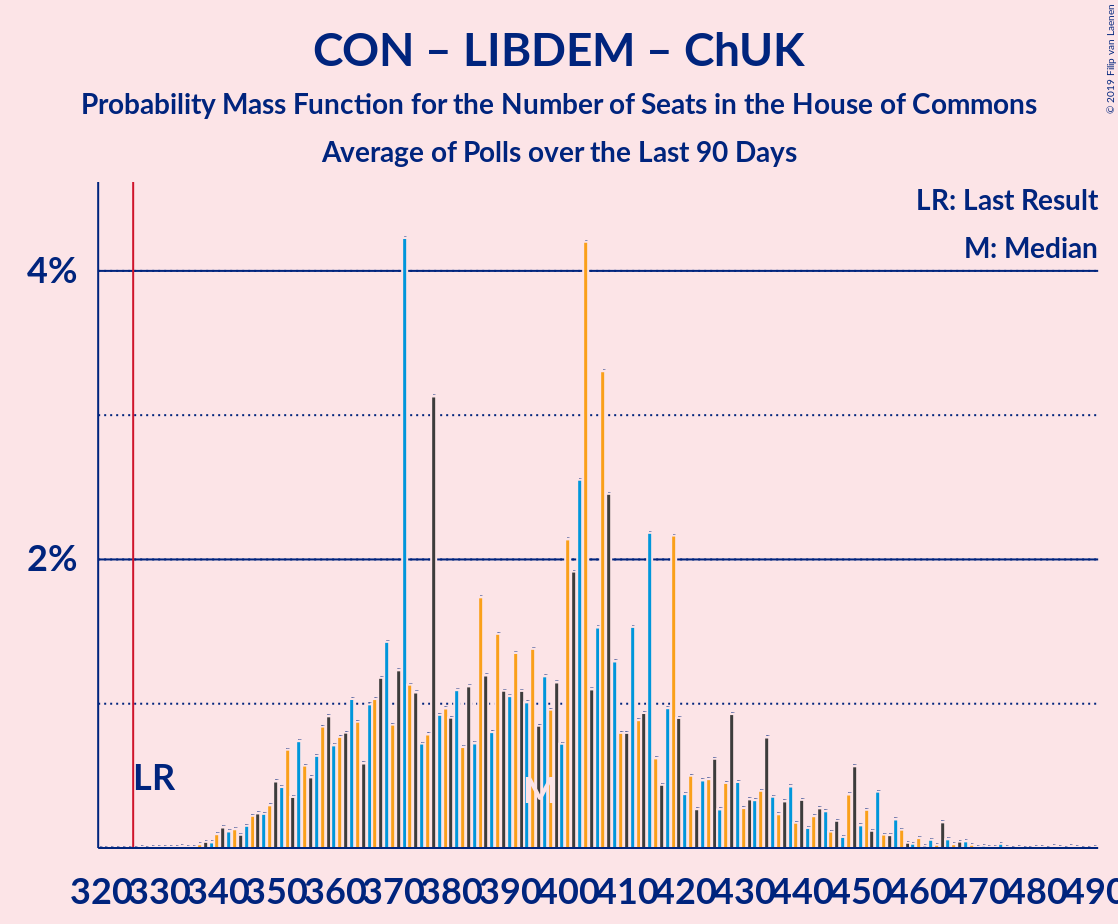 CON – LIBDEM – ChUK
Probability Mass Function for the Number of Seats in the House of Commons
Average of Polls over the Last 90 Days
© 2019 Filip van Laenen
LR: Last Result
M: Median
4%
2%
LR
M
320 330 340 350 360 370 380 390 400 410 420 430 440 450 460 470 480 490